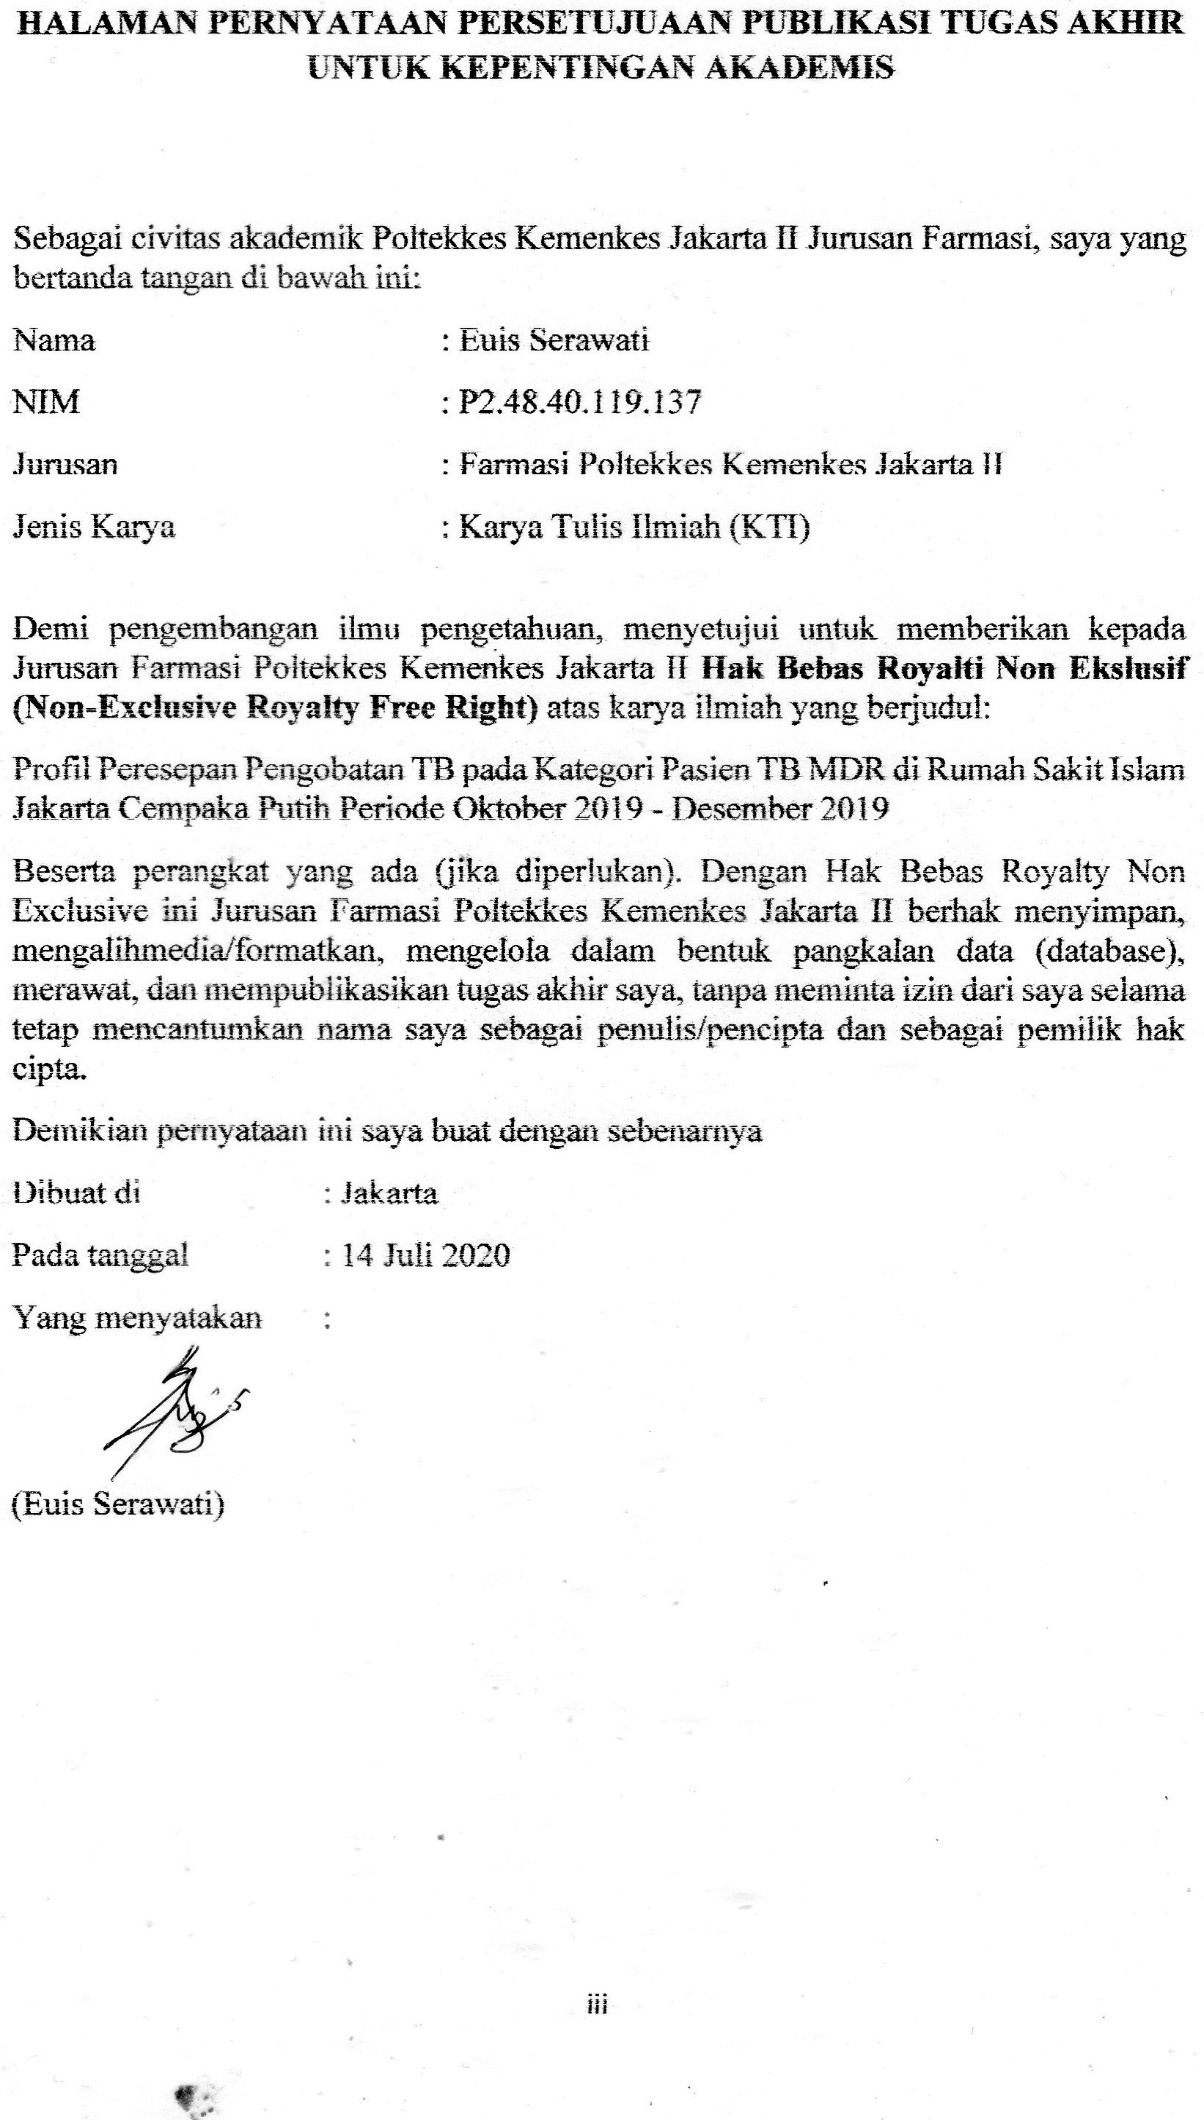 HALAMAN PERNYATAAN PERSETUJUAAN PUBLIKASI TUGAS AKHIR
UNTUK KEPENTINGAN AKADEMIS
Sebagai civitas akademik Poltekkes Kemenkes Jakarta II Jurusan Farmasi, saya yang
bertanda tangan di bawah ini:
Nama : Euis Serawati
NIM : P2.48.40.119.137
Jurusan : Farmasi Poltekkes Kemenkes Jakarta II
Jenis Karya : Karya Tulis Ilmiah (KTI)
Demi pengembangan ilmu pengetahuan, menyetujui untuk memberikan kepada
Jurusan Farmasi Poltekkes Kemenkes Jakarta II Hak Bebas Royalti Non Ekslusif
(Non-Exclusive Royalty Free Right) atas karya ilmiah yang berjudul:
Profil Peresepan Pengobatan TB pada Kategori Pasien TB MDR di Rumah Sakit Islam
Jakarta Cempaka Putih Periode Oktober 2019 - Desember 2019
Beserta perangkat yang ada (jika diperlukan). Dengan Hak Bebas Royalty Non
Exclusive ini Jurusan Farmasi Poltekkes Kemenkes Jakarta II berhak menyimpan,
mengalihmedia/formatkan, mengelola dalam bentuk pangkalan data (database),
merawat, dan mempublikasikan tugas akhir saya, tanpa meminta izin dari saya selama
tetap mencantumkan nama saya sebagai penulis/pencipta dan sebagai pemilik hak
cipta.
Demikian pernyataan ini saya buat dengan sebenarnya
Dibuat di : Jakarta
Pada tanggal : 14 Juli 2020
Yang menyatakan :
(Euis Serawati)
iii